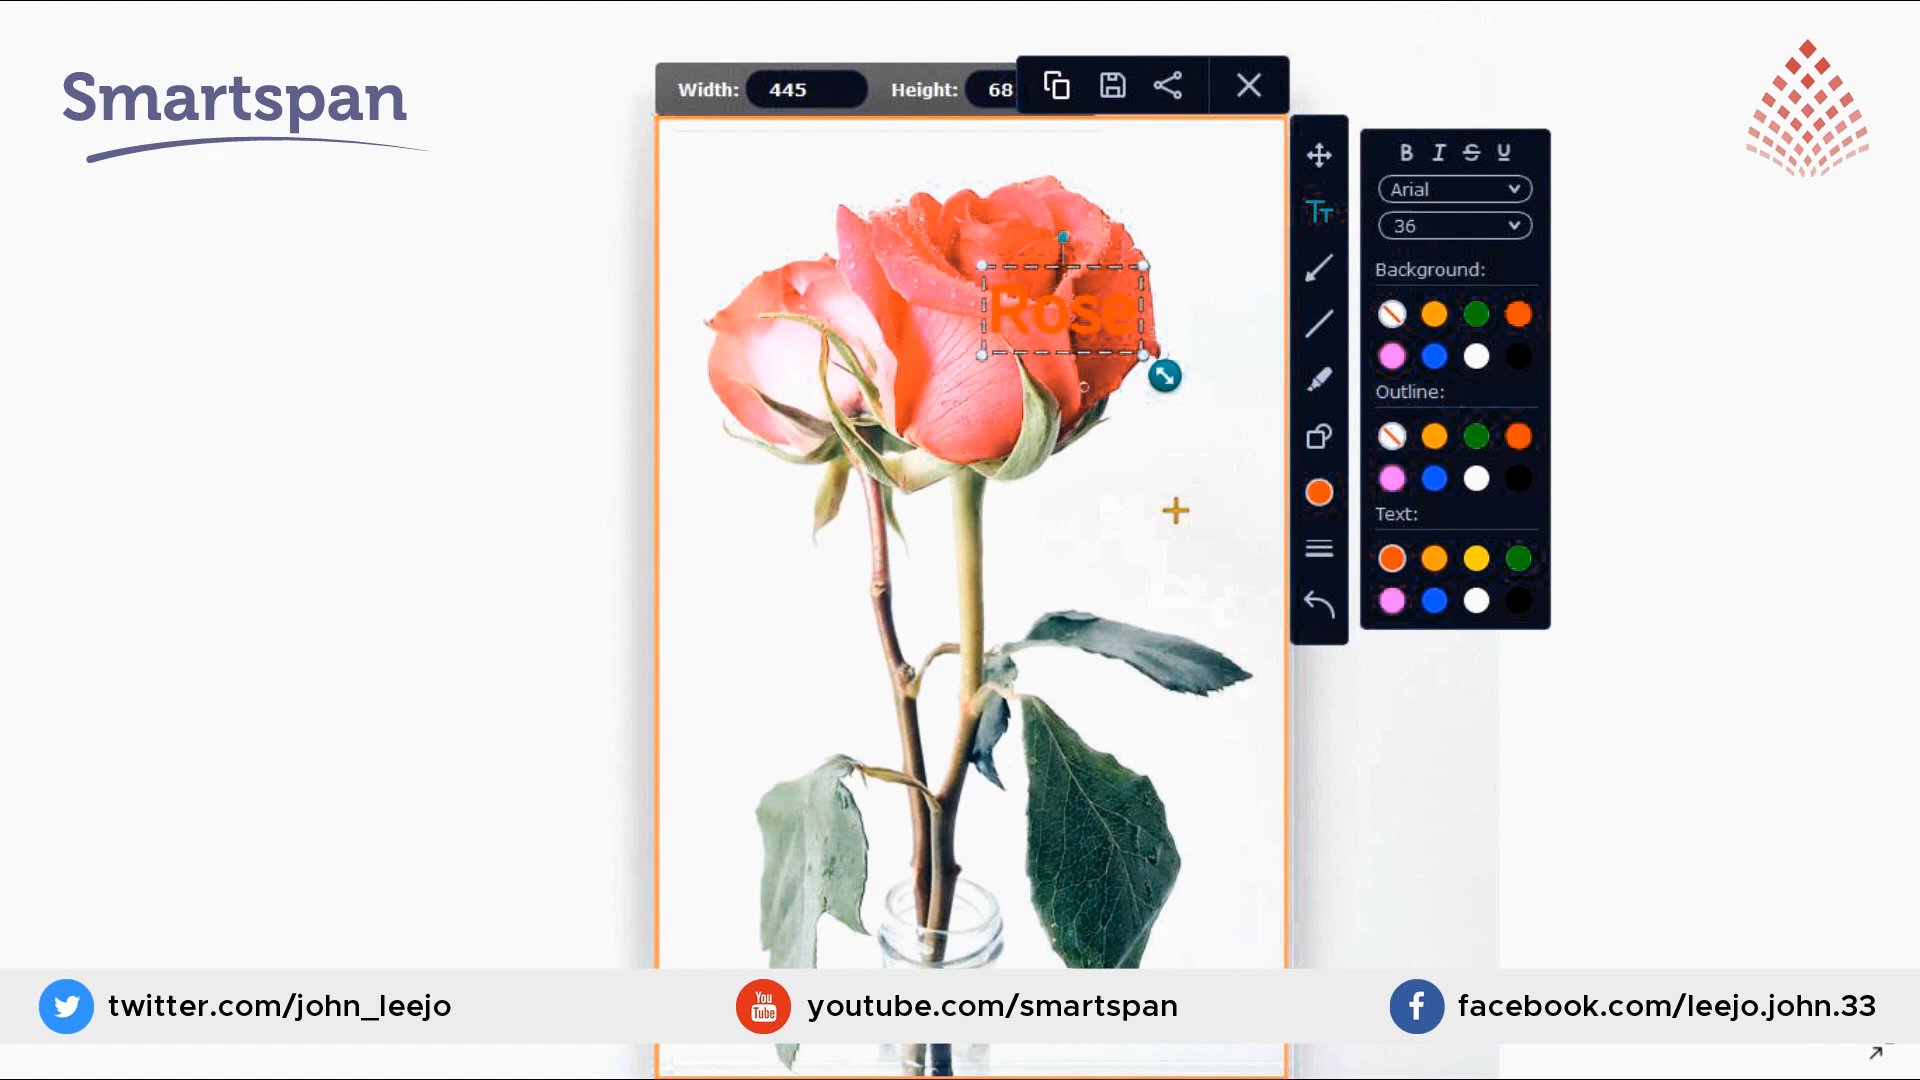 Smartspan
Width: 445 Height: 68
B I S U
Arial
36
Background:
Rose
Outline:
Text:
twitter.com/john_leejo
You Tube
youtube.com/smartspan
facebook.com/leejo.john.33